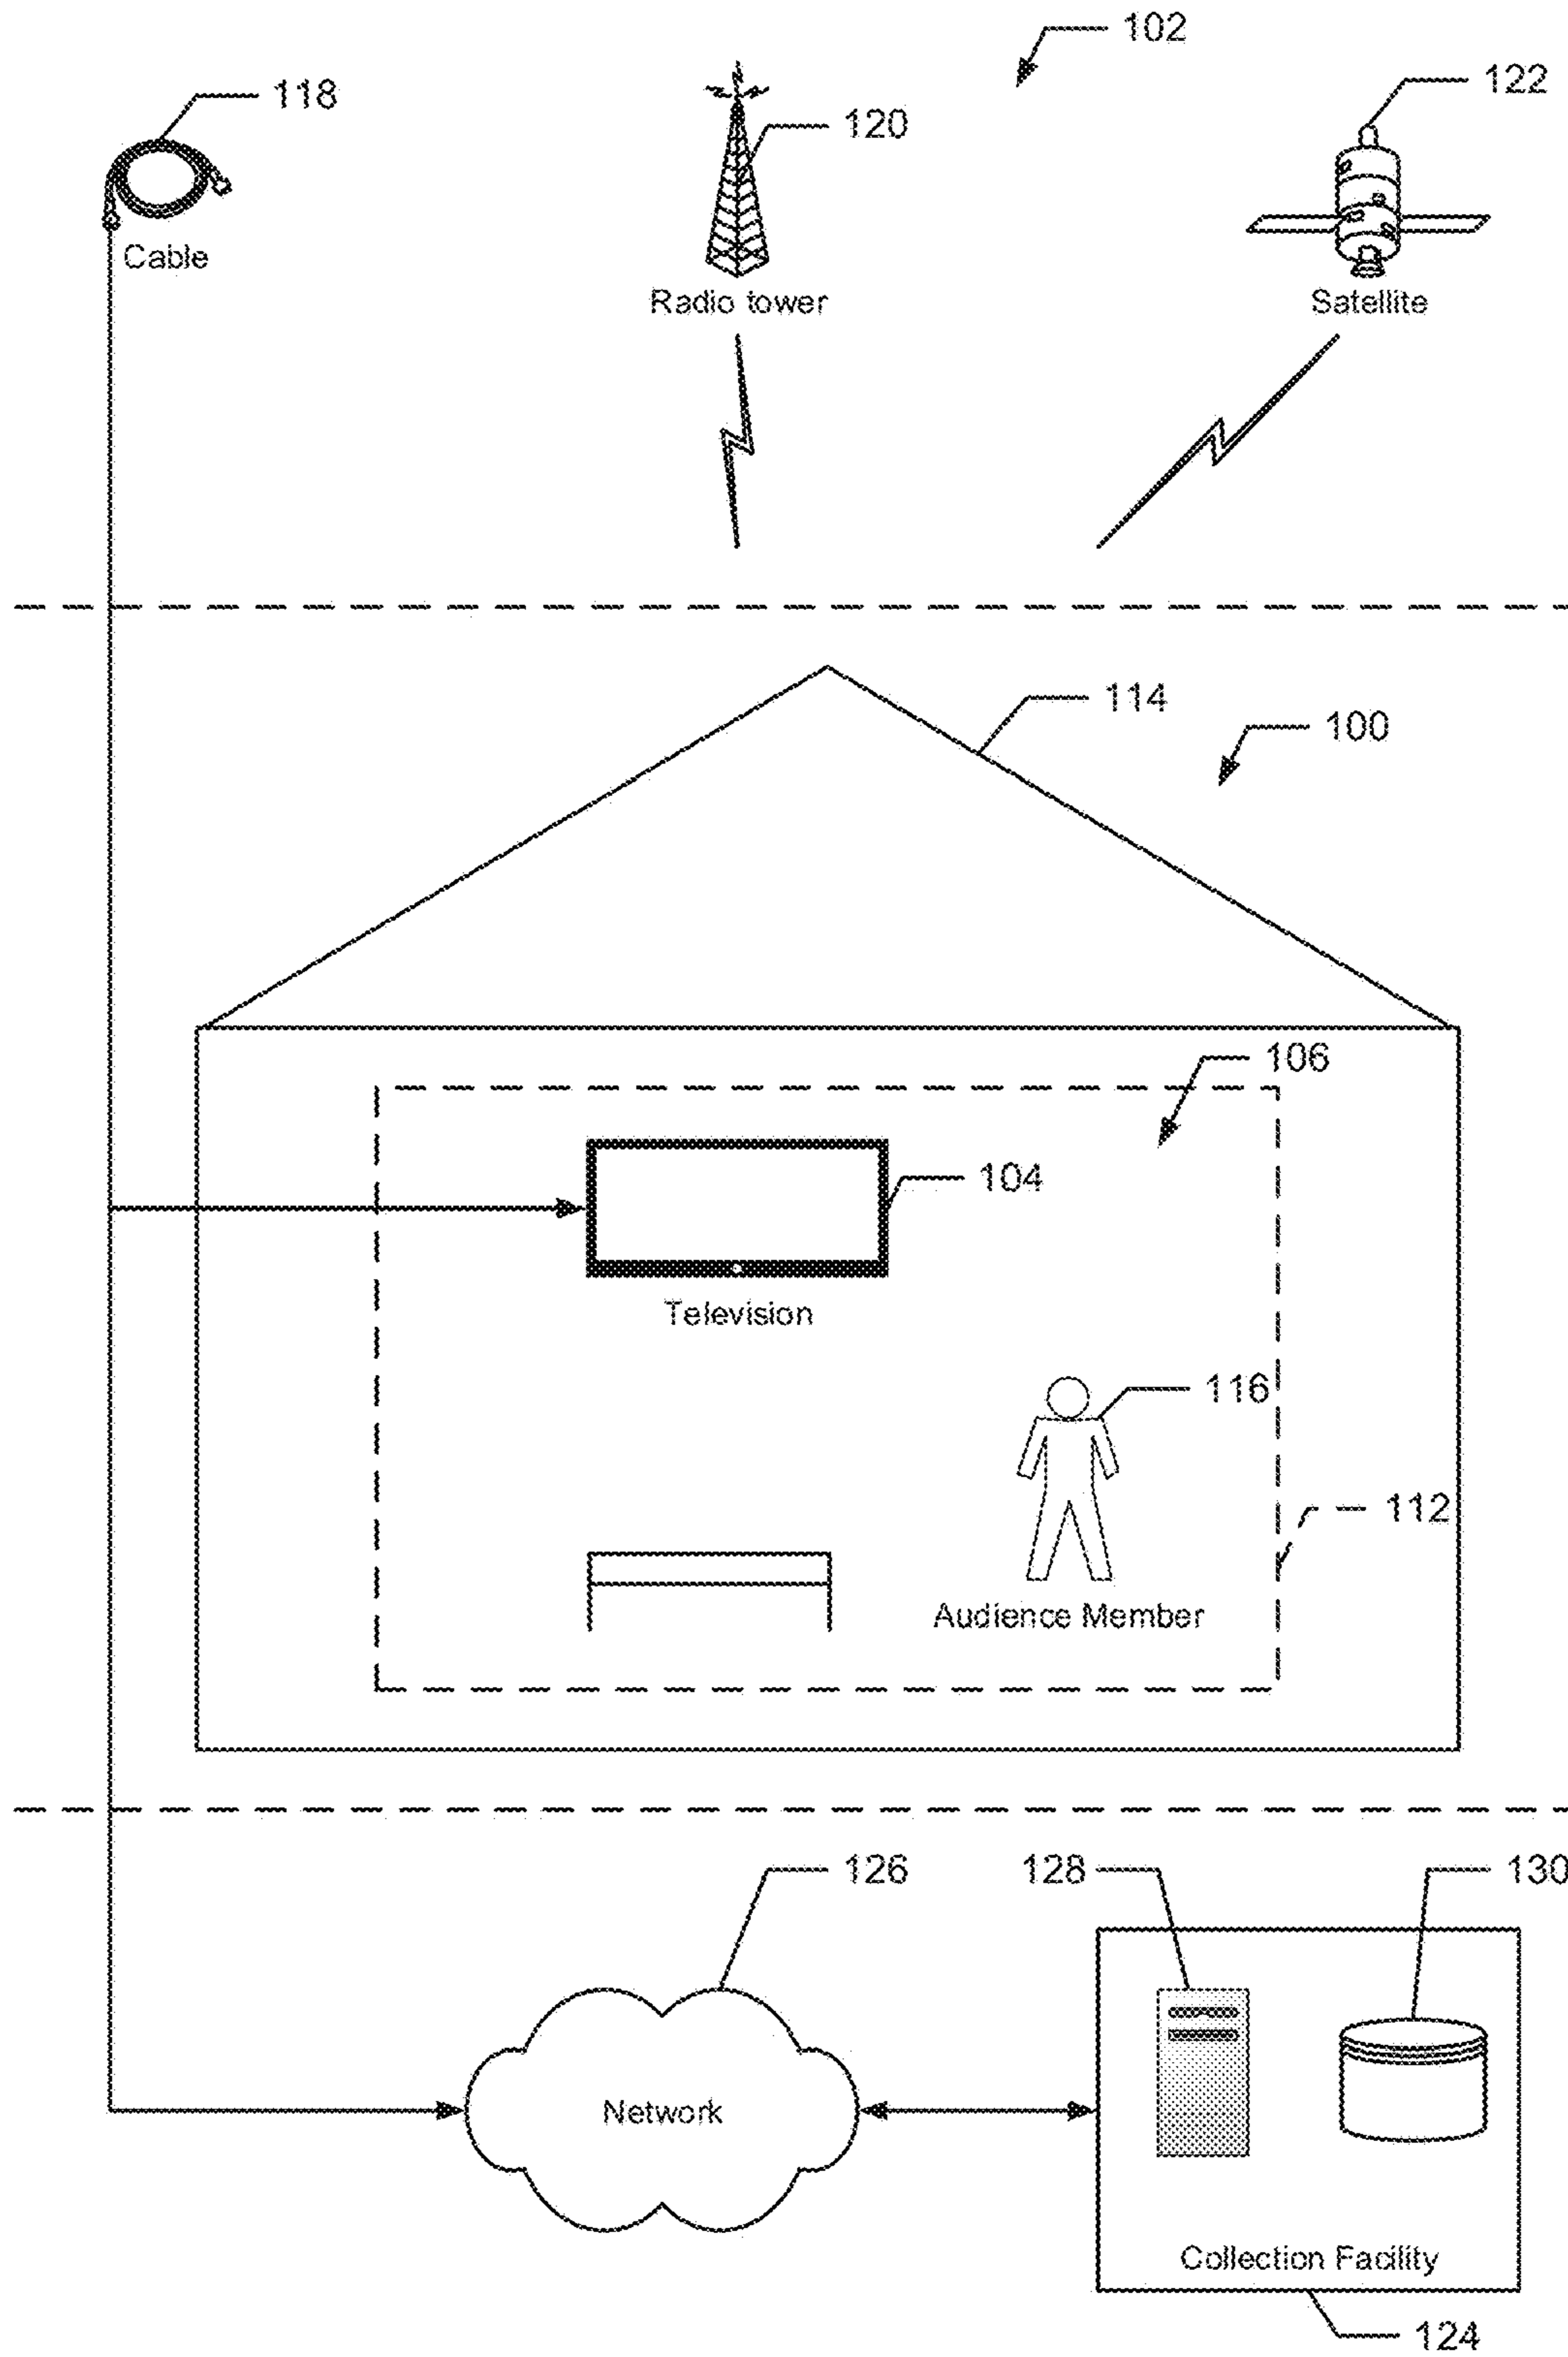 102
118
122
120
Cable
Radio tower
Satellite
114
100
106
104
Television
116
112
Audience Member
126
128
130
Network
Collection Facility
124